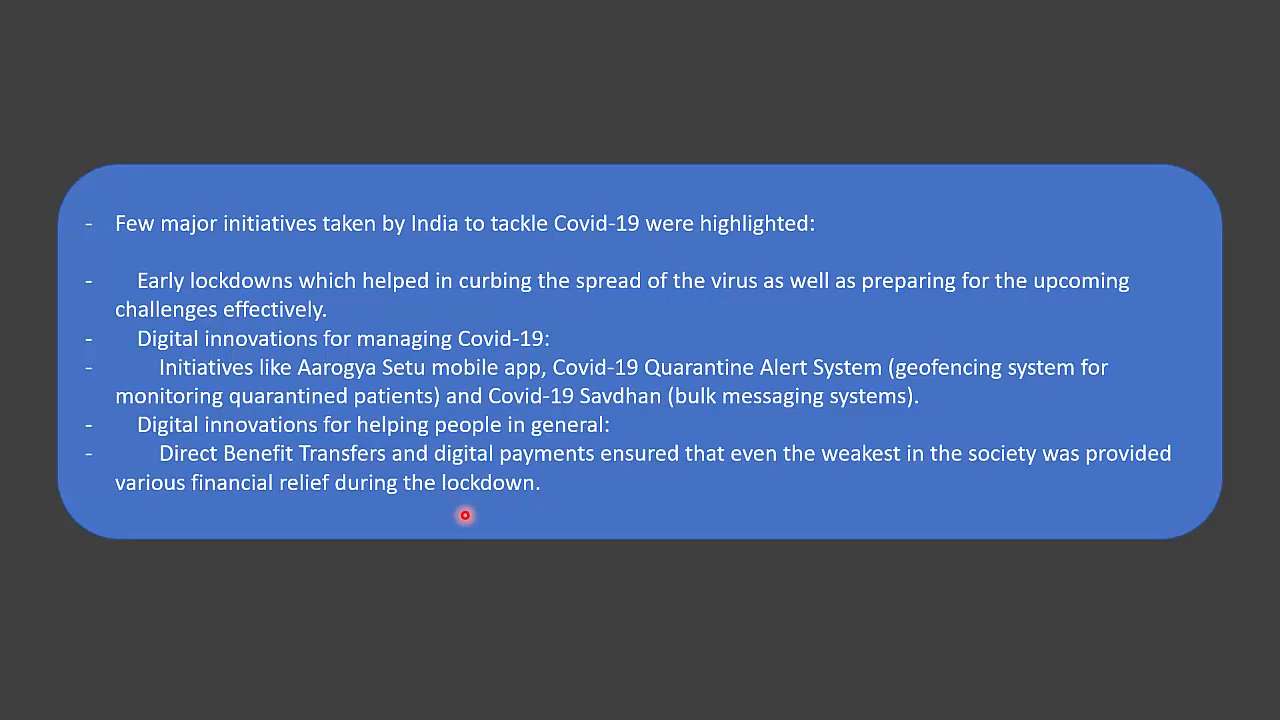 - Few major initiatives taken by India to tackle Covid-19 were highlighted:
- Early lockdowns which helped in curbing the spread of the virus as well as preparing for the upcoming
challenges effectively.
- Digital innovations for managing Covid-19:
- Initiatives like Aarogya Setu mobile app, Covid-19 Quarantine Alert System (geofencing system for
monitoring quarantined patients) and Covid-19 Savdhan (bulk messaging systems).
- Digital innovations for helping people in general:
- Direct Benefit Transfers and digital payments ensured that even the weakest in the society was provided
various financial relief during the lockdown.